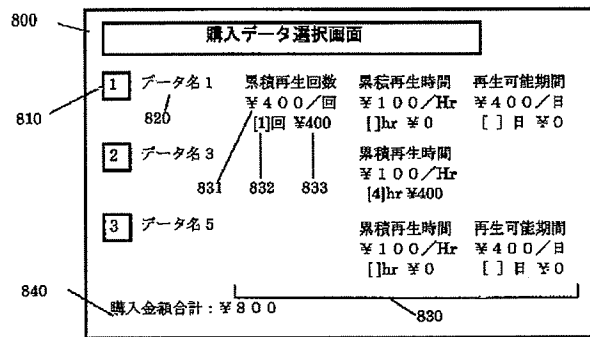 800
購入データ選択画面
1 データ名1 累積再生回数 累積再生時間 再生可能期間
810 820 ¥400/回 ¥100/Hr ¥400/日
[1]回 ¥400 [ ]hr ¥0 [ ]日 ¥0
2 データ名3 831 832 833 累積再生時間
¥100/Hr
[4]hr ¥400
3 データ名5 累積再生時間 再生可能期間
¥100/Hr ¥400/日
[ ]hr ¥0 [ ]日 ¥0
840
購入金額合計:¥800 830